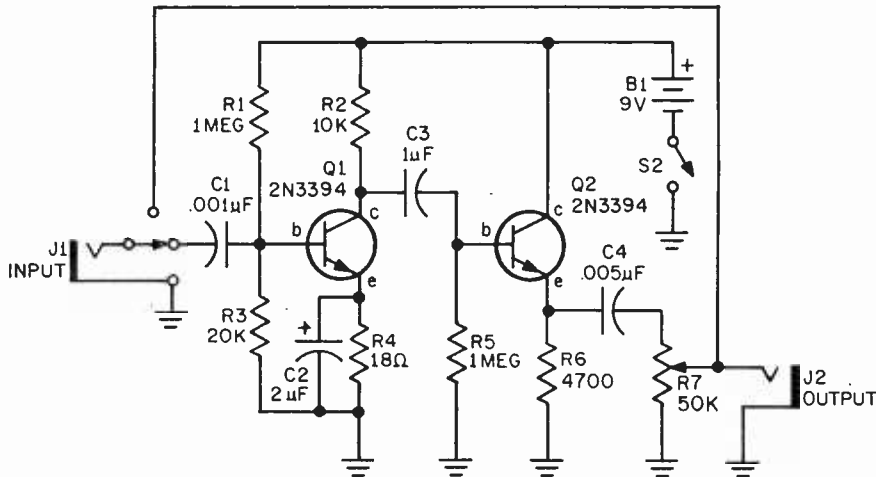 R1
1MEG
R2
10K
C3
1µF
B1
9V
+
S2
Q1
2N3394
C1
.001µF
c
b
e
Q2
2N3394
c
b
e
C4
.005µF
J1
INPUT
R3
20K
+
C2
2µF
R4
18Ω
R5
1MEG
R6
4700
R7
50K
J2
OUTPUT